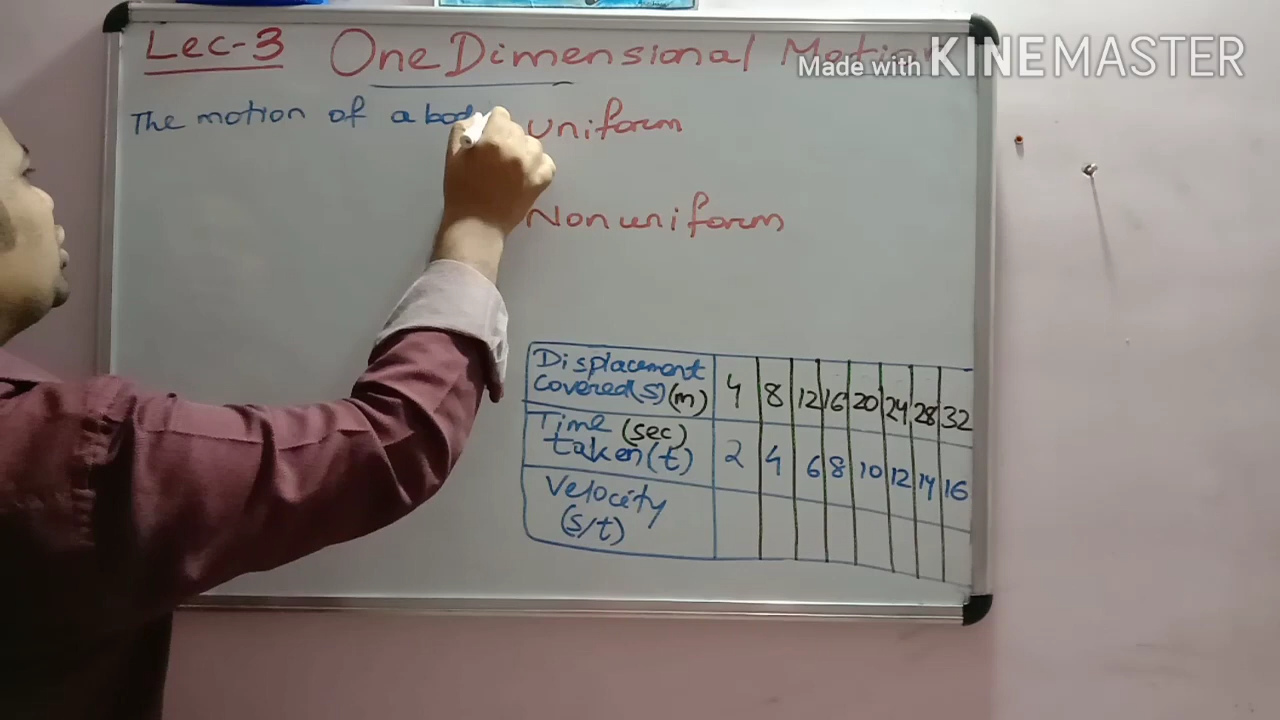 Lec-3 One Dimensional Motion
Made with KINEMASTER
The motion of a body
Uniform
Nonuniform
Displacement covered(s)(m) 4 8 12 16 20 24 28 32
Time (sec) taken(t) 2 4 6 8 10 12 14 16
Velocity (s/t)